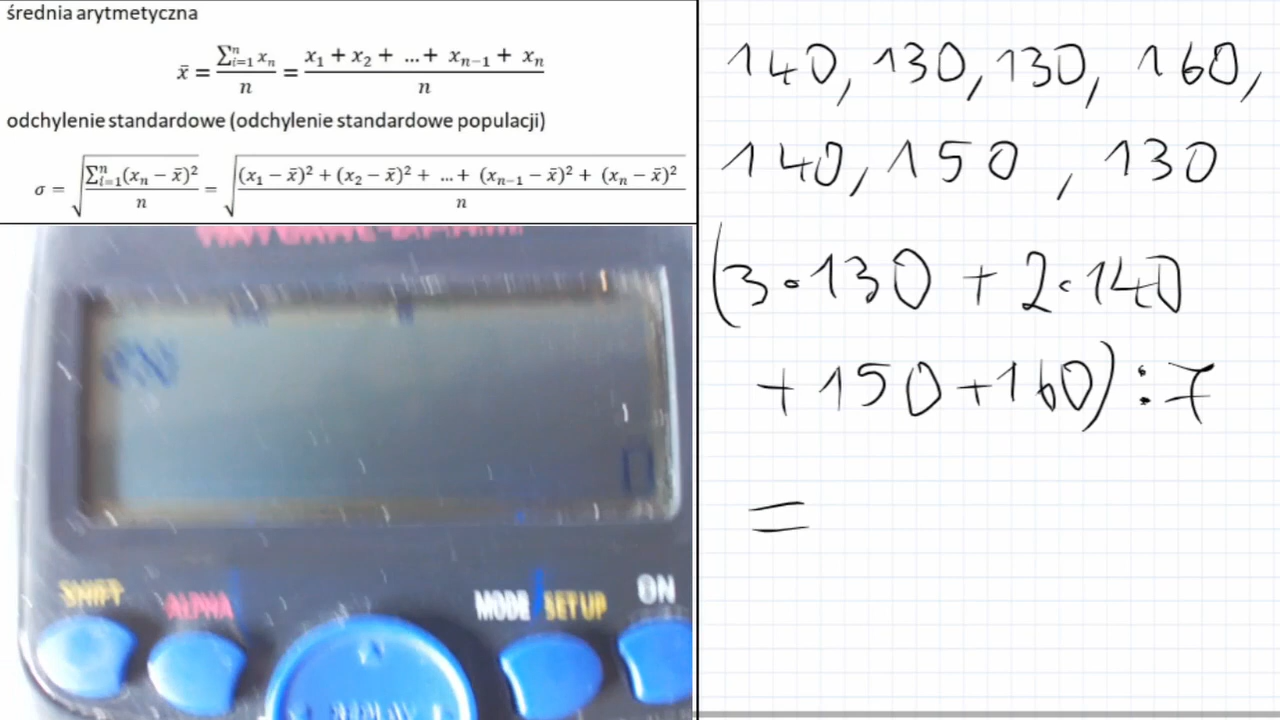 średnia arytmetyczna
x̄ = ∑ⁿᵢ₌₁ xₙ / n = x₁ + x₂ + ... + xₙ₋₁ + xₙ / n
odchylenie standardowe (odchylenie standardowe populacji)
σ = √(∑ⁿᵢ₌₁(xₙ − x̄)² / n) = √((x₁ − x̄)² + (x₂ − x̄)² + ... + (xₙ₋₁ − x̄)² + (xₙ − x̄)² / n)
0
SHIFT ALPHA MODE SETUP ON
140, 130, 130, 160,
140, 150 , 130
(3·130 + 2·140
+ 150 + 160) : 7
=